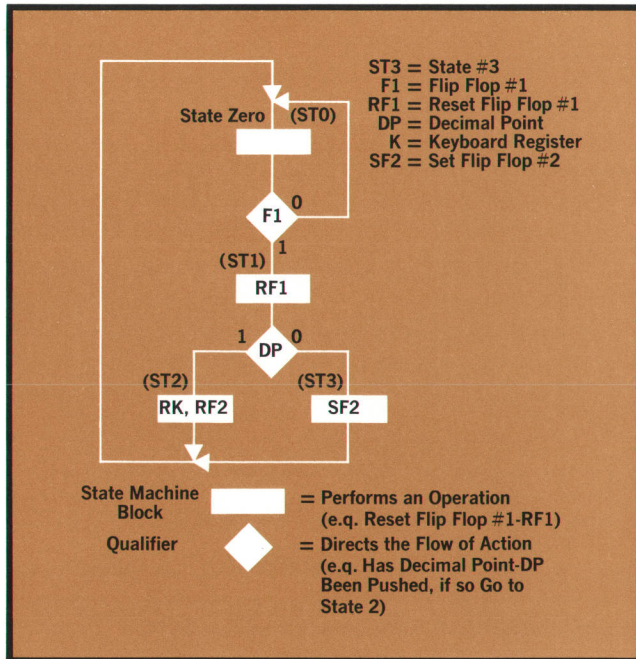 ST3 = State #3
F1 = Flip Flop #1
RF1 = Reset Flip Flop #1
DP = Decimal Point
K = Keyboard Register
SF2 = Set Flip Flop #2
State Zero
(ST0)
F1
0
1
(ST1)
RF1
1
0
DP
(ST2)
(ST3)
RK, RF2
SF2
State Machine
Block
= Performs an Operation
(e.q. Reset Flip Flop #1-RF1)
Qualifier
= Directs the Flow of Action
(e.q. Has Decimal Point-DP
Been Pushed, if so Go to
State 2)